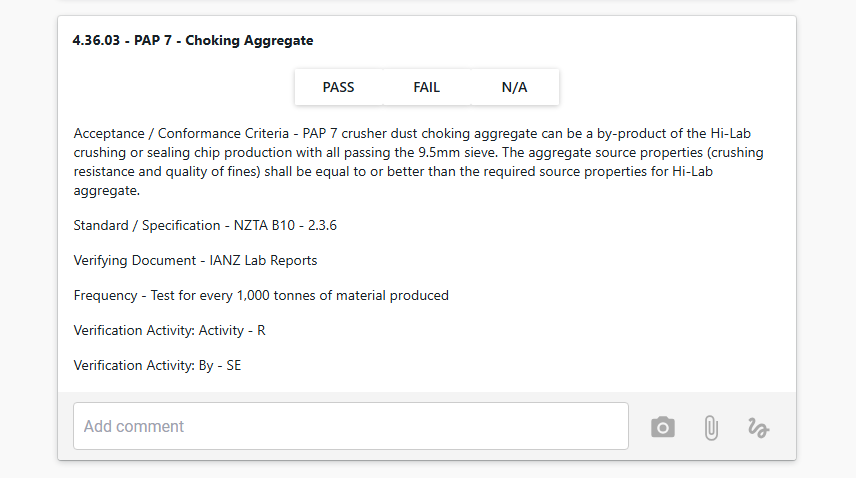 4.36.03 - PAP 7 - Choking Aggregate
PASS FAIL N/A
Acceptance / Conformance Criteria - PAP 7 crusher dust choking aggregate can be a by-product of the Hi-Lab
crushing or sealing chip production with all passing the 9.5mm sieve. The aggregate source properties (crushing
resistance and quality of fines) shall be equal to or better than the required source properties for Hi-Lab
aggregate.
Standard / Specification - NZTA B10 - 2.3.6
Verifying Document - IANZ Lab Reports
Frequency - Test for every 1,000 tonnes of material produced
Verification Activity: Activity - R
Verification Activity: By - SE
Add comment